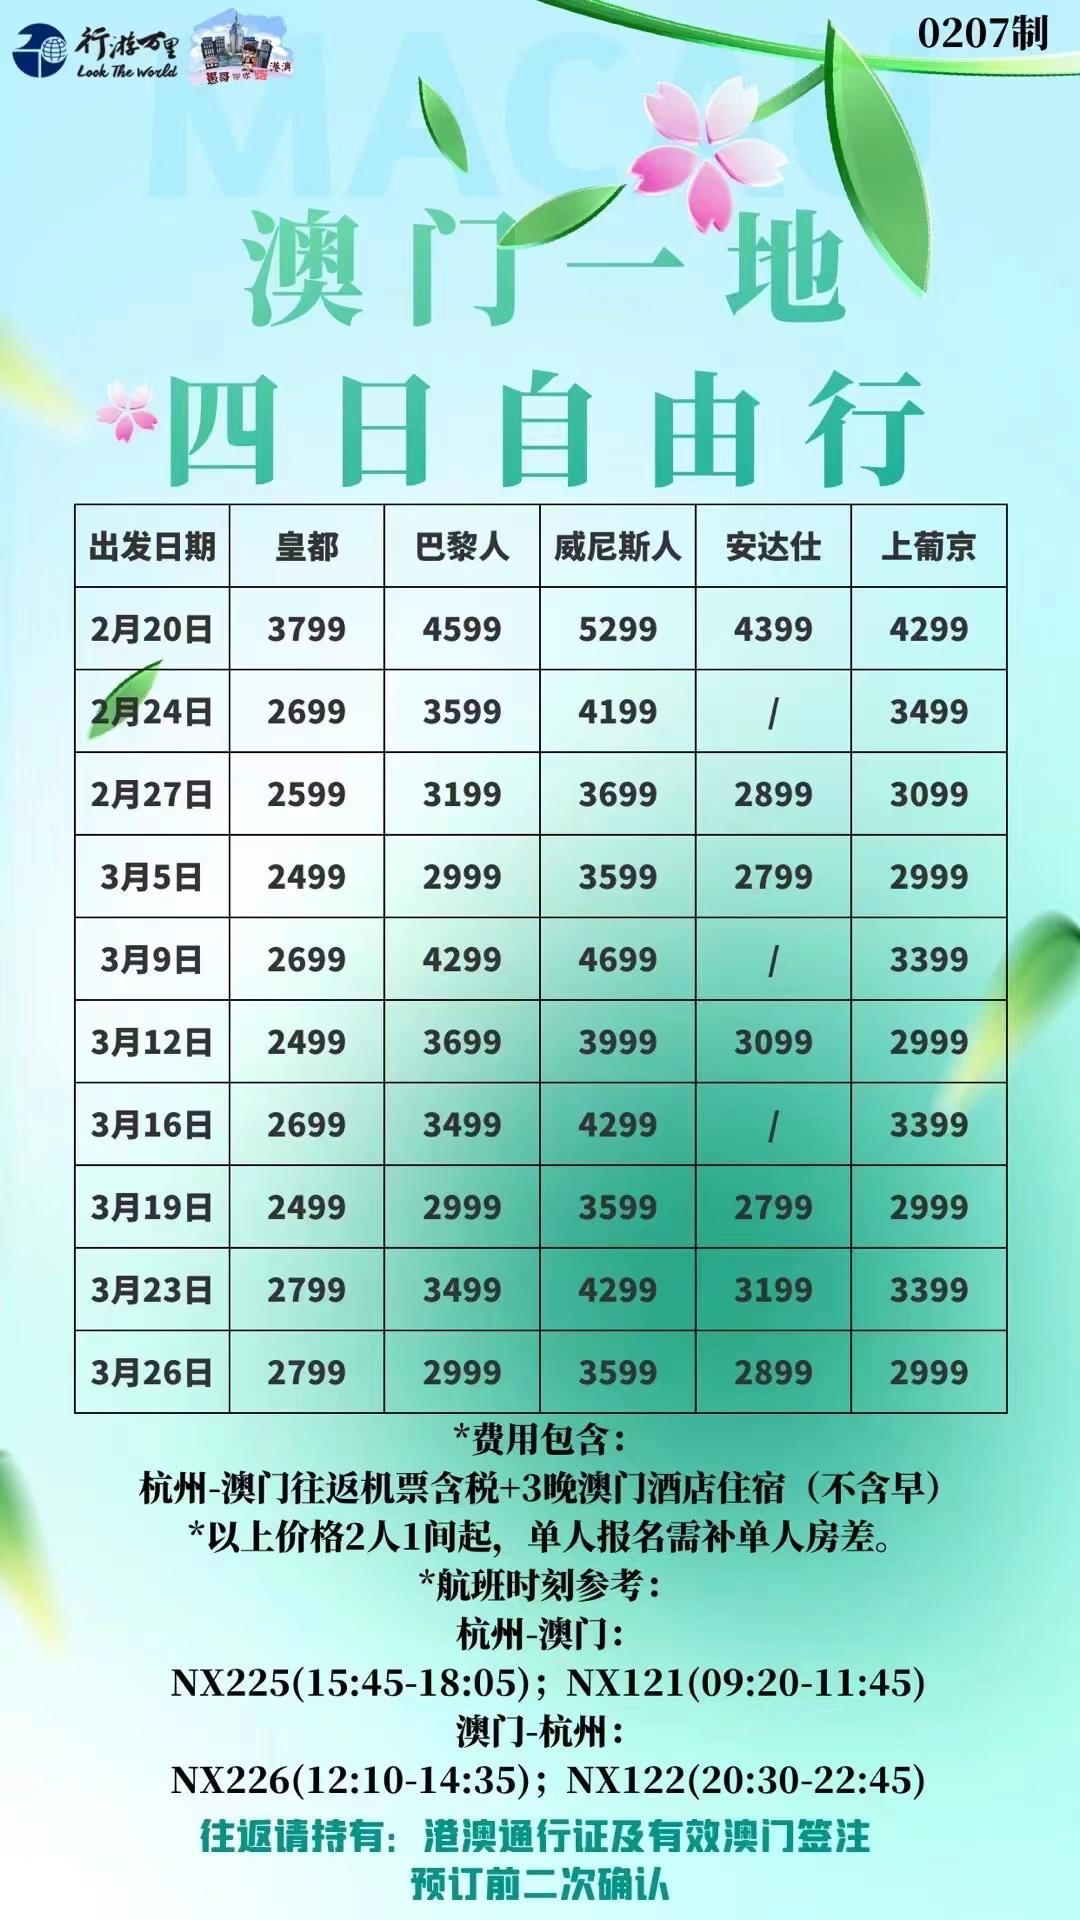 行游万里
Look The World
愚哥带你嗨港澳
0207制
MACAU
澳门一地
四日自由行
出发日期 皇都 巴黎人 威尼斯人 安达仕 上葡京
2月20日 3799 4599 5299 4399 4299
2月24日 2699 3599 4199 / 3499
2月27日 2599 3199 3699 2899 3099
3月5日 2499 2999 3599 2799 2999
3月9日 2699 4299 4699 / 3399
3月12日 2499 3699 3999 3099 2999
3月16日 2699 3499 4299 / 3399
3月19日 2499 2999 3599 2799 2999
3月23日 2799 3499 4299 3199 3399
3月26日 2799 2999 3599 2899 2999
*费用包含：
杭州-澳门往返机票含税+3晚澳门酒店住宿（不含早）
*以上价格2人1间起，单人报名需补单人房差。
*航班时刻参考：
杭州-澳门：
NX225(15:45-18:05)；NX121(09:20-11:45)
澳门-杭州：
NX226(12:10-14:35)；NX122(20:30-22:45)
往返请持有：港澳通行证及有效澳门签注
预订前二次确认